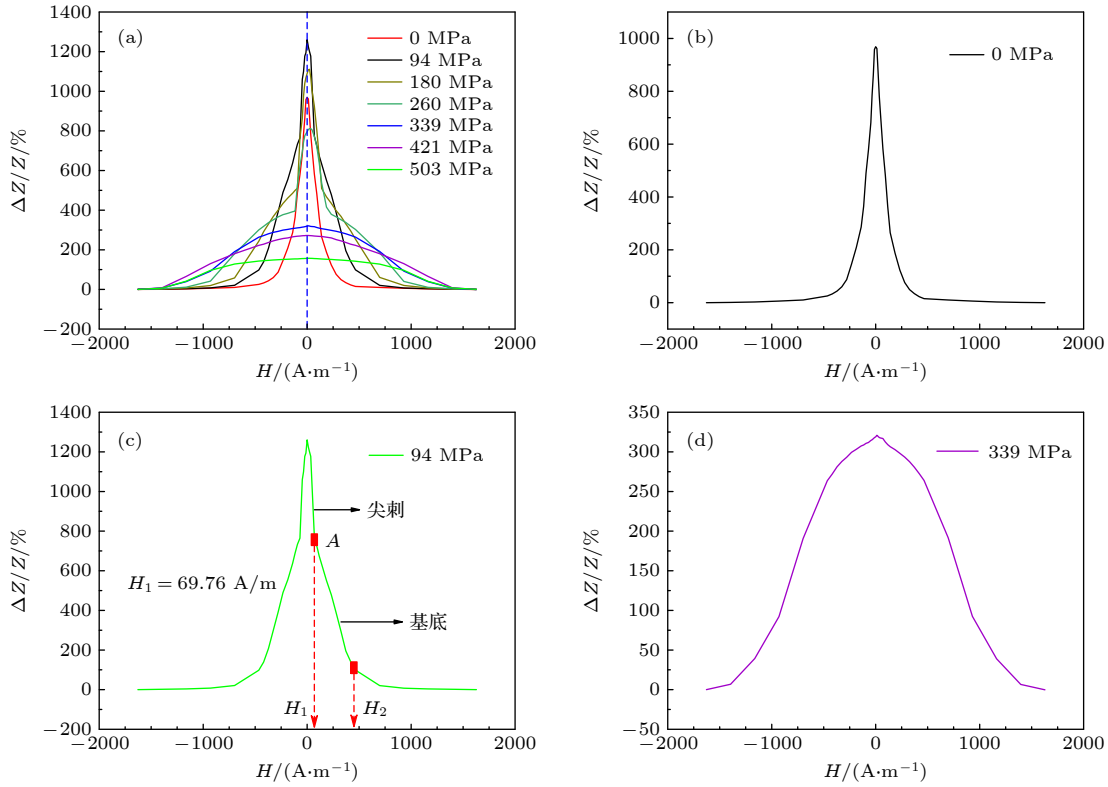 (a)
0 MPa
94 MPa
180 MPa
260 MPa
339 MPa
421 MPa
503 MPa
1400
1200
1000
800
600
400
200
0
−200
ΔZ/Z/%
−2000 −1000 0 1000 2000
H/(A·m⁻¹)
(b)
0 MPa
1000
800
600
400
200
0
ΔZ/Z/%
−2000 −1000 0 1000 2000
H/(A·m⁻¹)
(c)
94 MPa
1400
1200
1000
800
600
400
200
0
−200
ΔZ/Z/%
尖刺
A
H₁ = 69.76 A/m
基底
H₁
H₂
−2000 −1000 0 1000 2000
H/(A·m⁻¹)
(d)
339 MPa
350
300
250
200
150
100
50
0
50
ΔZ/Z/%
−2000 −1000 0 1000 2000
H/(A·m⁻¹)